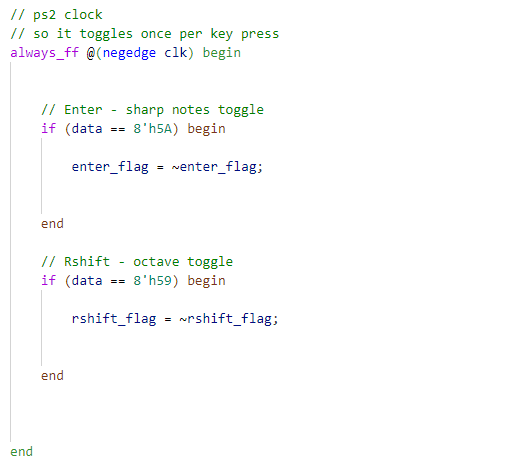 // ps2 clock
// so it toggles once per key press
always_ff @(negedge clk) begin
// Enter - sharp notes toggle
if (data == 8'h5A) begin
enter_flag = ~enter_flag;
end
// Rshift - octave toggle
if (data == 8'h59) begin
rshift_flag = ~rshift_flag;
end
end